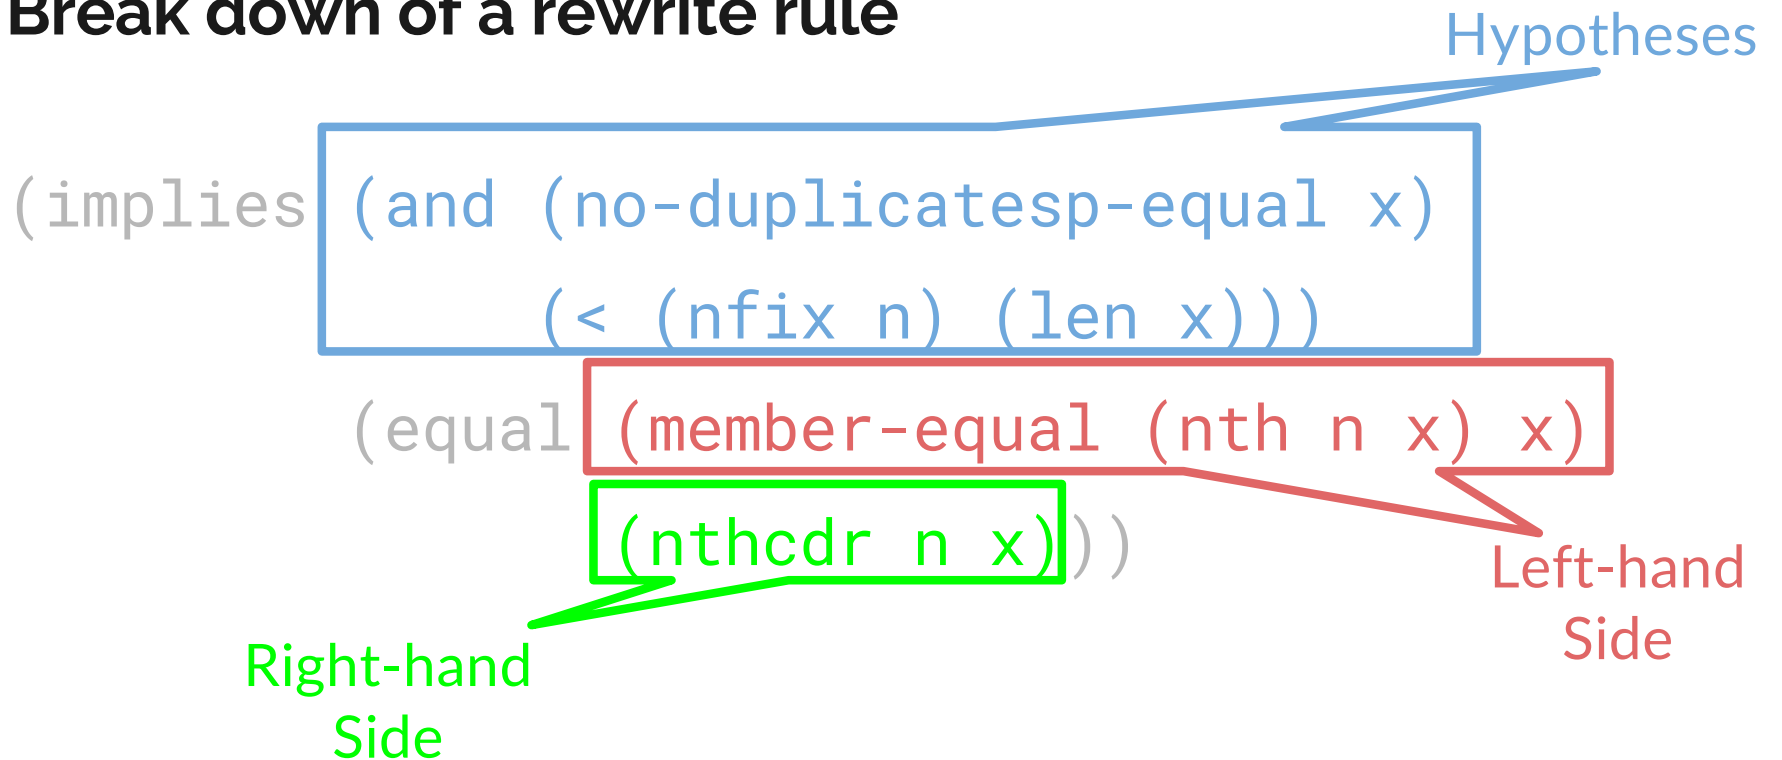 Break down of a rewrite rule
Hypotheses
(implies (and (no-duplicatesp-equal x)
(< (nfix n) (len x)))
(equal (member-equal (nth n x) x)
(nthcdr n x)))
Left-hand
Side
Right-hand
Side